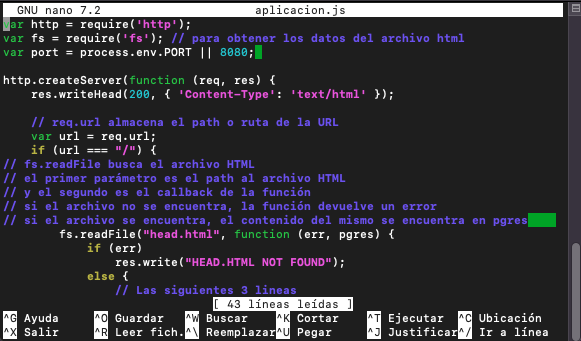 GNU nano 7.2 aplicacion.js
var http = require('http');
var fs = require('fs'); // para obtener los datos del archivo html
var port = process.env.PORT || 8080;
http.createServer(function (req, res) {
    res.writeHead(200, { 'Content-Type': 'text/html' });
    // req.url almacena el path o ruta de la URL
    var url = req.url;
    if (url === "/") {
// fs.readFile busca el archivo HTML
// el primer parámetro es el path al archivo HTML
// y el segundo es el callback de la función
// si el archivo no se encuentra, la función devuelve un error
// si el archivo se encuentra, el contenido del mismo se encuentra en pgres
        fs.readFile("head.html", function (err, pgres) {
            if (err)
                res.write("HEAD.HTML NOT FOUND");
            else {
                // Las siguientes 3 lineas
[ 43 líneas leídas ]
^G Ayuda ^O Guardar ^W Buscar ^K Cortar ^T Ejecutar ^C Ubicación
^X Salir ^R Leer fich. ^\ Reemplazar ^U Pegar ^J Justificar ^/ Ir a línea